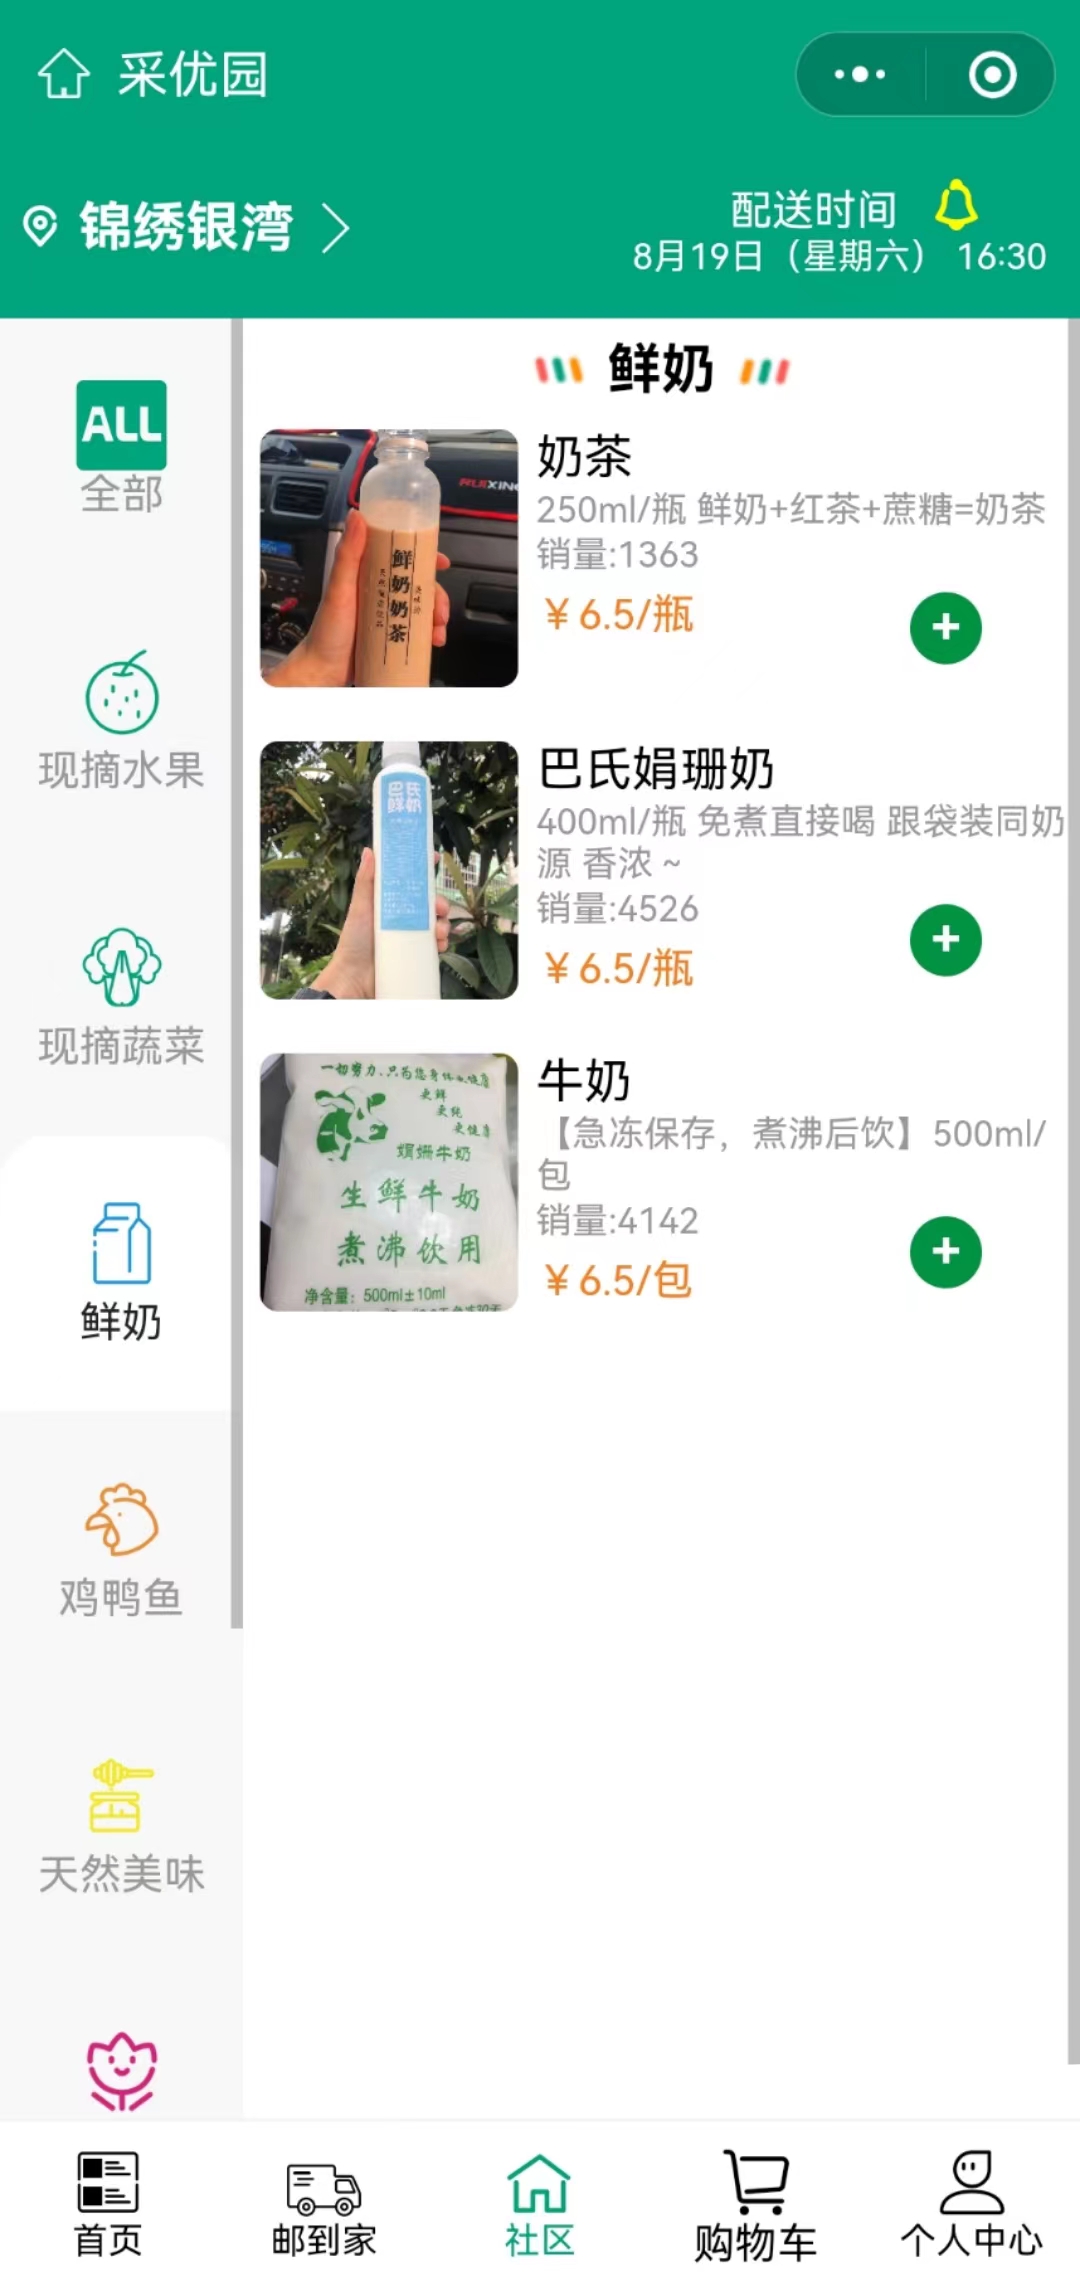 采优园
锦绣银湾
配送时间
8月19日（星期六） 16:30
ALL
全部
现摘水果
现摘蔬菜
鲜奶
鸡鸭鱼
天然美味
鲜奶
RUIXING
鲜奶奶茶
奶茶
250ml/瓶 鲜奶+红茶+蔗糖=奶茶
销量:1363
¥6.5/瓶
巴氏
鲜奶
巴氏娟珊奶
400ml/瓶 免煮直接喝 跟袋装同奶
源 香浓 ~
销量:4526
¥6.5/瓶
一切努力、只为您身体更健康
更鲜
更纯
更健康
娟姗牛奶
生鲜牛奶
煮沸饮用
净含量：500ml±10ml
牛奶
【急冻保存，煮沸后饮】500ml/
包
销量:4142
¥6.5/包
首页
邮到家
社区
购物车
个人中心